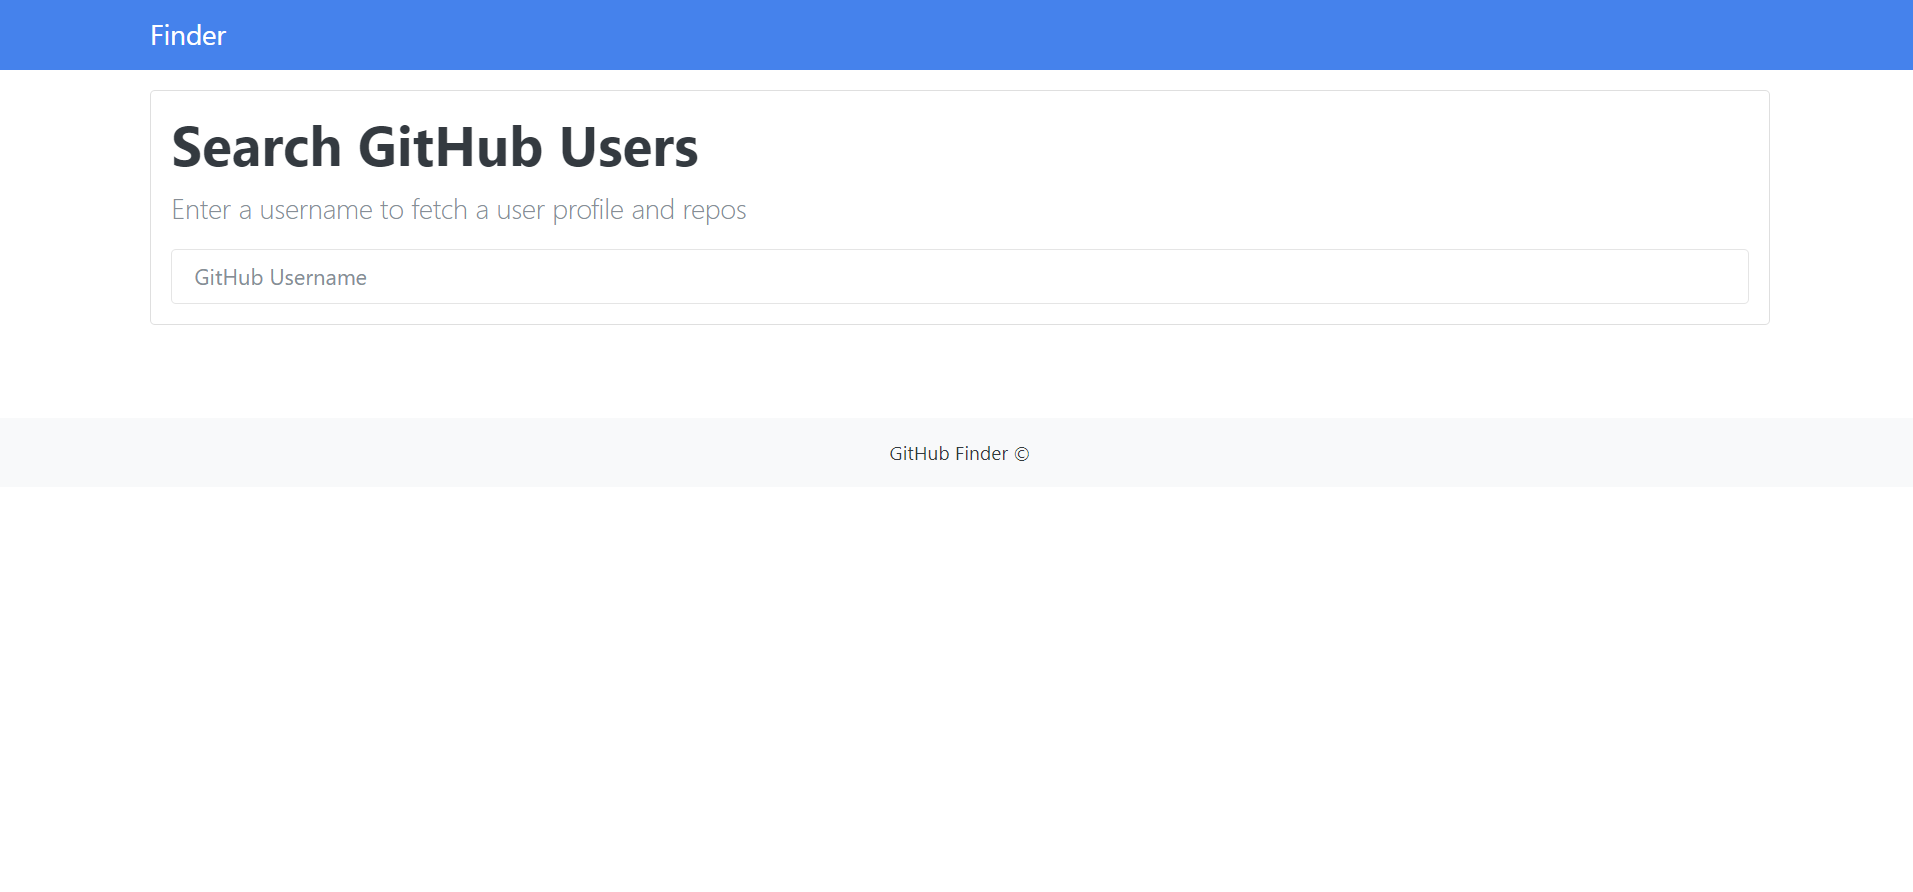 Finder
Search GitHub Users
Enter a username to fetch a user profile and repos
GitHub Username
GitHub Finder ©